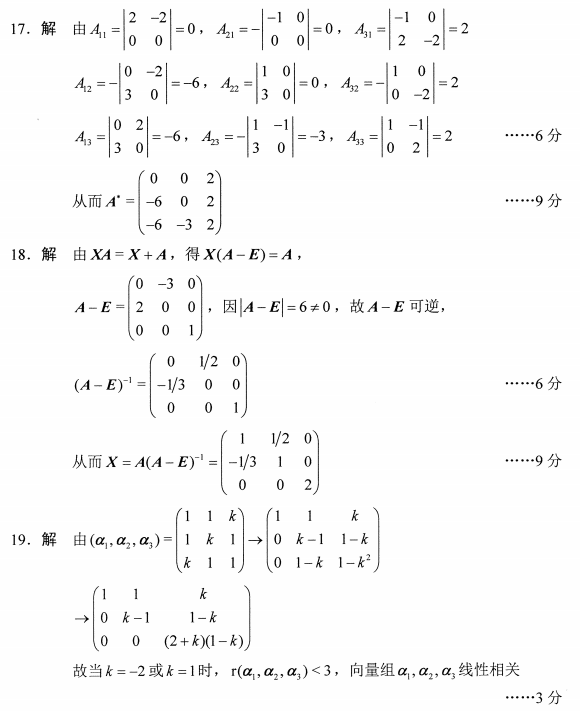 17．解 由 A₁₁ = |2 −2; 0 0| = 0，A₂₁ = −|−1 0; 0 0| = 0，A₃₁ = |−1 0; 2 −2| = 2
A₁₂ = −|0 −2; 3 0| = −6，A₂₂ = |1 0; 3 0| = 0，A₃₂ = −|1 0; 0 −2| = 2
A₁₃ = |0 2; 3 0| = −6，A₂₃ = −|1 −1; 3 0| = −3，A₃₃ = |1 −1; 0 2| = 2 ……6 分
从而 A* = (0 0 2; −6 0 2; −6 −3 2) ……9 分
18．解 由 XA = X + A，得 X(A − E) = A，
A − E = (0 −3 0; 2 0 0; 0 0 1)，因|A − E| = 6 ≠ 0，故 A − E 可逆，
(A − E)⁻¹ = (0 1/2 0; −1/3 0 0; 0 0 1) ……6 分
从而 X = A(A − E)⁻¹ = (1 1/2 0; −1/3 1 0; 0 0 2) ……9 分
19．解 由 (α₁, α₂, α₃) = (1 1 k; 1 k 1; k 1 1) → (1 1 k; 0 k−1 1−k; 0 1−k 1−k²)
→ (1 1 k; 0 k−1 1−k; 0 0 (2+k)(1−k))
故当 k = −2 或 k = 1 时，r(α₁, α₂, α₃) < 3，向量组 α₁, α₂, α₃ 线性相关
……3 分